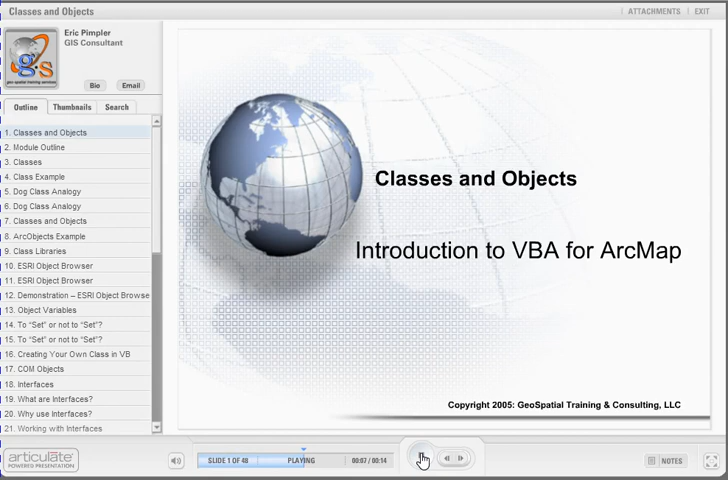 Classes and Objects
ATTACHMENTS
EXIT
Eric Pimpler
GIS Consultant
gis
geo-spatial training services
Bio
Email
Outline
Thumbnails
Search
1. Classes and Objects
2. Module Outline
3. Classes
4. Class Example
5. Dog Class Analogy
6. Dog Class Analogy
7. Classes and Objects
8. ArcObjects Example
9. Class Libraries
10. ESRI Object Browser
11. ESRI Object Browser
12. Demonstration – ESRI Object Browse
13. Object Variables
14. To “Set” or not to “Set”?
15. To “Set” or not to “Set”?
16. Creating Your Own Class in VB
17. COM Objects
18. Interfaces
19. What are Interfaces?
20. Why use Interfaces?
21. Working with Interfaces
Classes and Objects
Introduction to VBA for ArcMap
Copyright 2005: GeoSpatial Training & Consulting, LLC
articulate
POWERED PRESENTATION
SLIDE 1 OF 48
PLAYING
00:07 / 00:14
NOTES